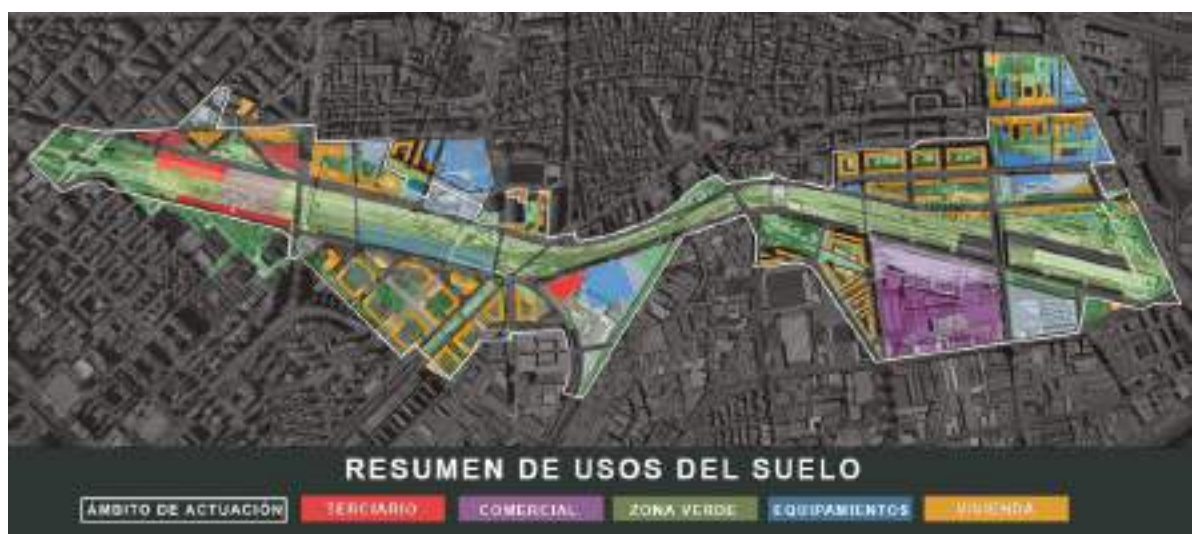 RESUMEN DE USOS DEL SUELO
ÁMBITO DE ACTUACIÓN TERCIARIO COMERCIAL ZONA VERDE EQUIPAMIENTOS VIVIENDA